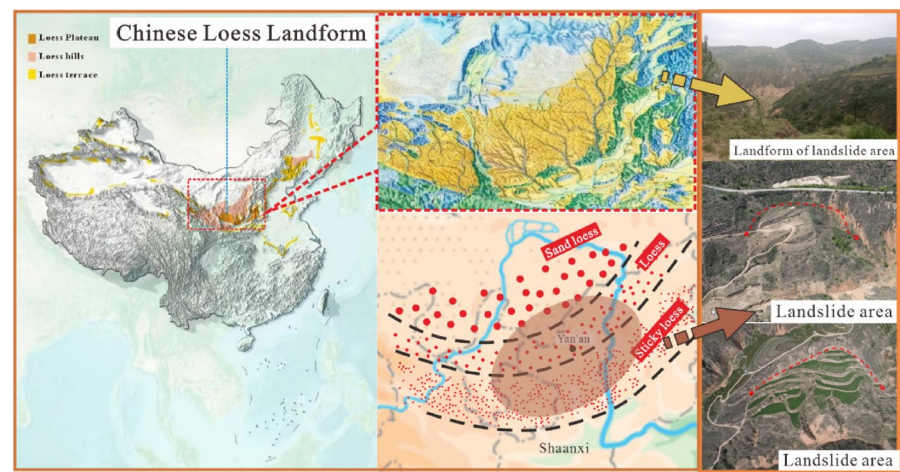 Chinese Loess Landform
Loess Plateau
Loess hills
Loess terrace
Landform of landslide area
Sand loess
Loess
Sticky loess
Yan'an
Shaanxi
Landslide area
Landslide area